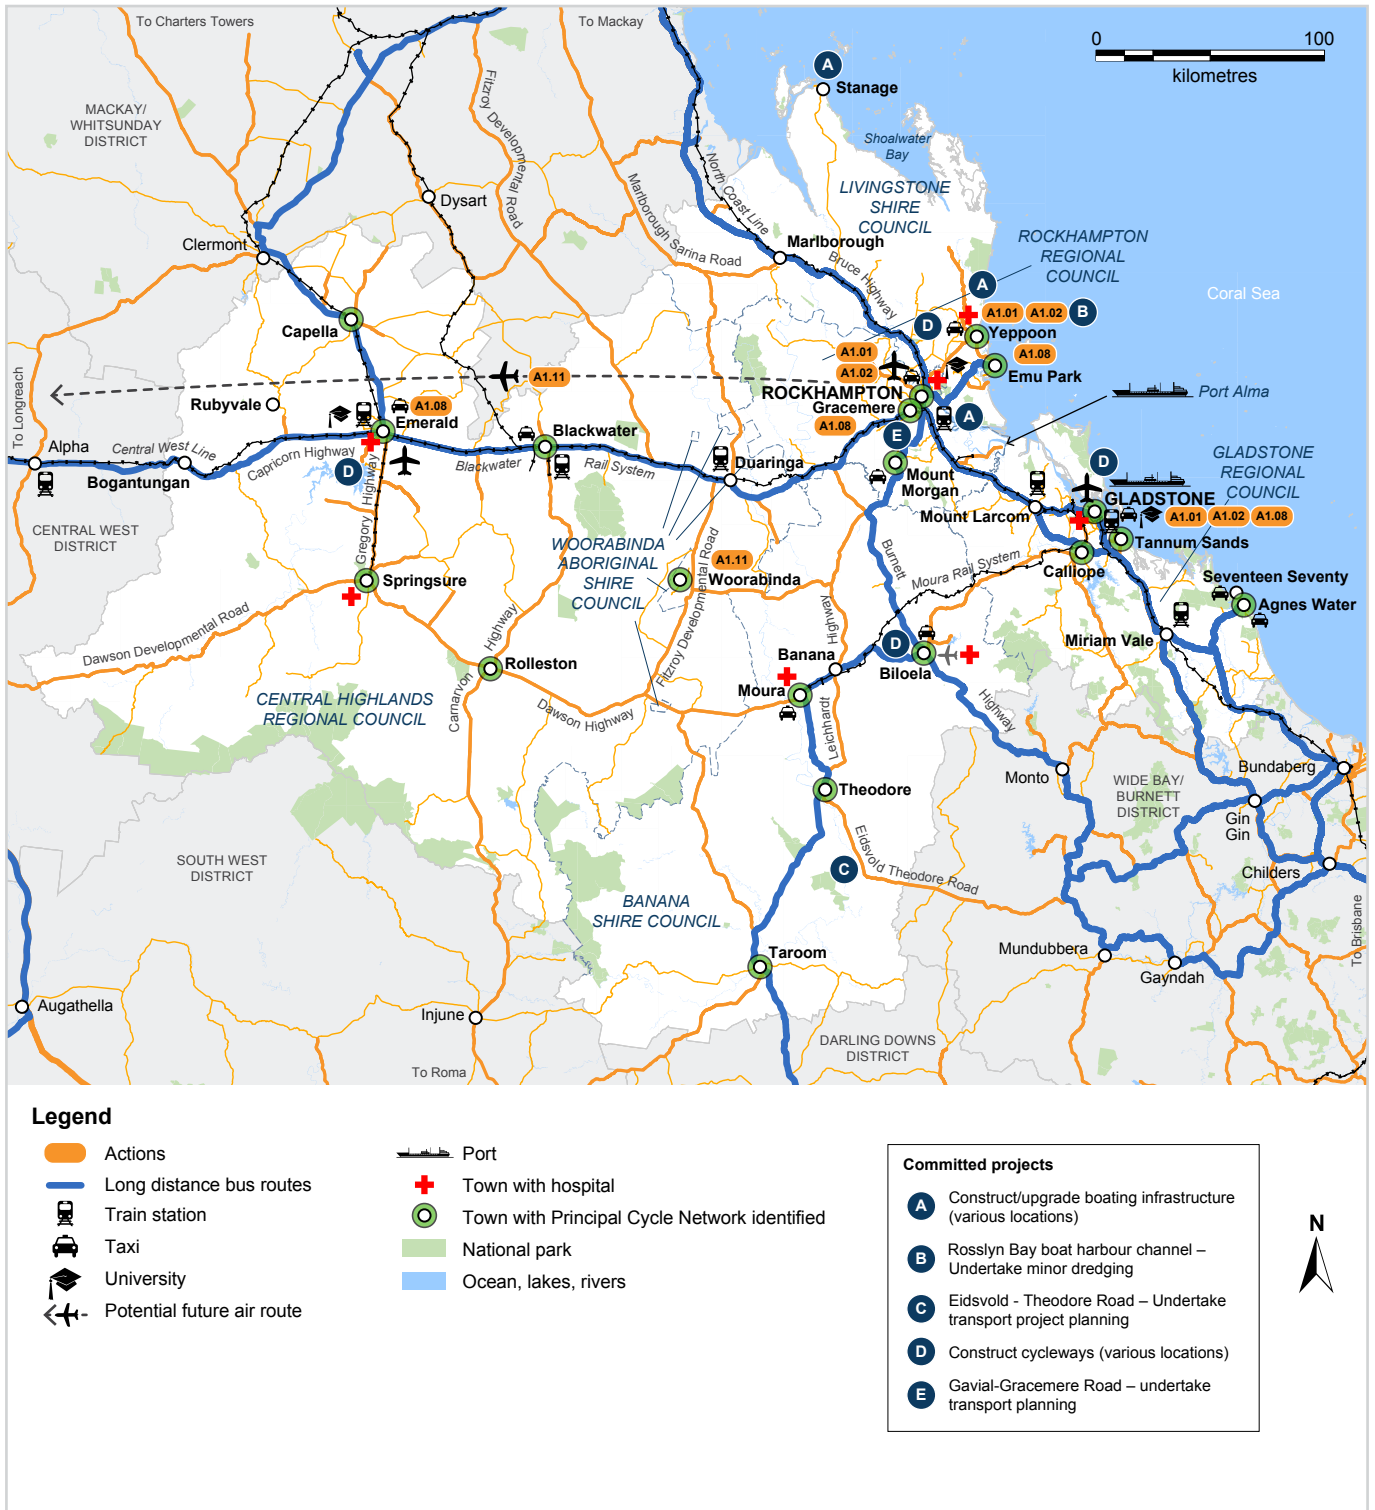 To Charters Towers
To Mackay
0
100
kilometres
A
Stanage
MACKAY/
WHITSUNDAY
DISTRICT
Fitzroy Developmental Road
Shoalwater
Bay
North Coast Line
LIVINGSTONE
SHIRE
COUNCIL
Dysart
Marlborough Sarina Road
Clermont
Marlborough
Bruce Highway
ROCKHAMPTON
REGIONAL
COUNCIL
A
Coral Sea
Capella
D
A1.01
A1.02
B
Yeppoon
A1.01
A1.08
A1.02
Emu Park
To Longreach
A1.11
ROCKHAMPTON
Port Alma
Rubyvale
A1.08
Emerald
Gracemere
A
A1.08
Blackwater
E
Alpha
Central West Line
Capricorn Highway
Blackwater
Rail System
Duaringa
D
GLADSTONE
REGIONAL
COUNCIL
Bogantungan
D
Mount
Morgan
GLADSTONE
Mount Larcom
A1.01
A1.02
A1.08
CENTRAL WEST
DISTRICT
Gregory Highway
WOORABINDA
ABORIGINAL
SHIRE
COUNCIL
Burnett
Tannum Sands
A1.11
Moura Rail System
Calliope
Springsure
Woorabinda
Seventeen Seventy
Agnes Water
Dawson Developmental Road
Highway
Fitzroy Developmental Road
Highway
Miriam Vale
D
Banana
Biloela
Rolleston
Moura
CENTRAL HIGHLANDS
REGIONAL COUNCIL
Carnarvon
Dawson Highway
Leichhardt
Highway
Monto
WIDE BAY/
BURNETT
DISTRICT
Bundaberg
Theodore
Gin
Gin
SOUTH WEST
DISTRICT
C
Eidsvold Theodore Road
Childers
BANANA
SHIRE COUNCIL
To Brisbane
Mundubbera
Taroom
Gayndah
Augathella
Injune
DARLING DOWNS
DISTRICT
To Roma
Legend
Actions
Long distance bus routes
Train station
Taxi
University
Potential future air route
Port
Town with hospital
Town with Principal Cycle Network identified
National park
Ocean, lakes, rivers
Committed projects
A Construct/upgrade boating infrastructure
(various locations)
B Rosslyn Bay boat harbour channel –
Undertake minor dredging
C Eidsvold - Theodore Road – Undertake
transport project planning
D Construct cycleways (various locations)
E Gavial-Gracemere Road – undertake
transport planning
N